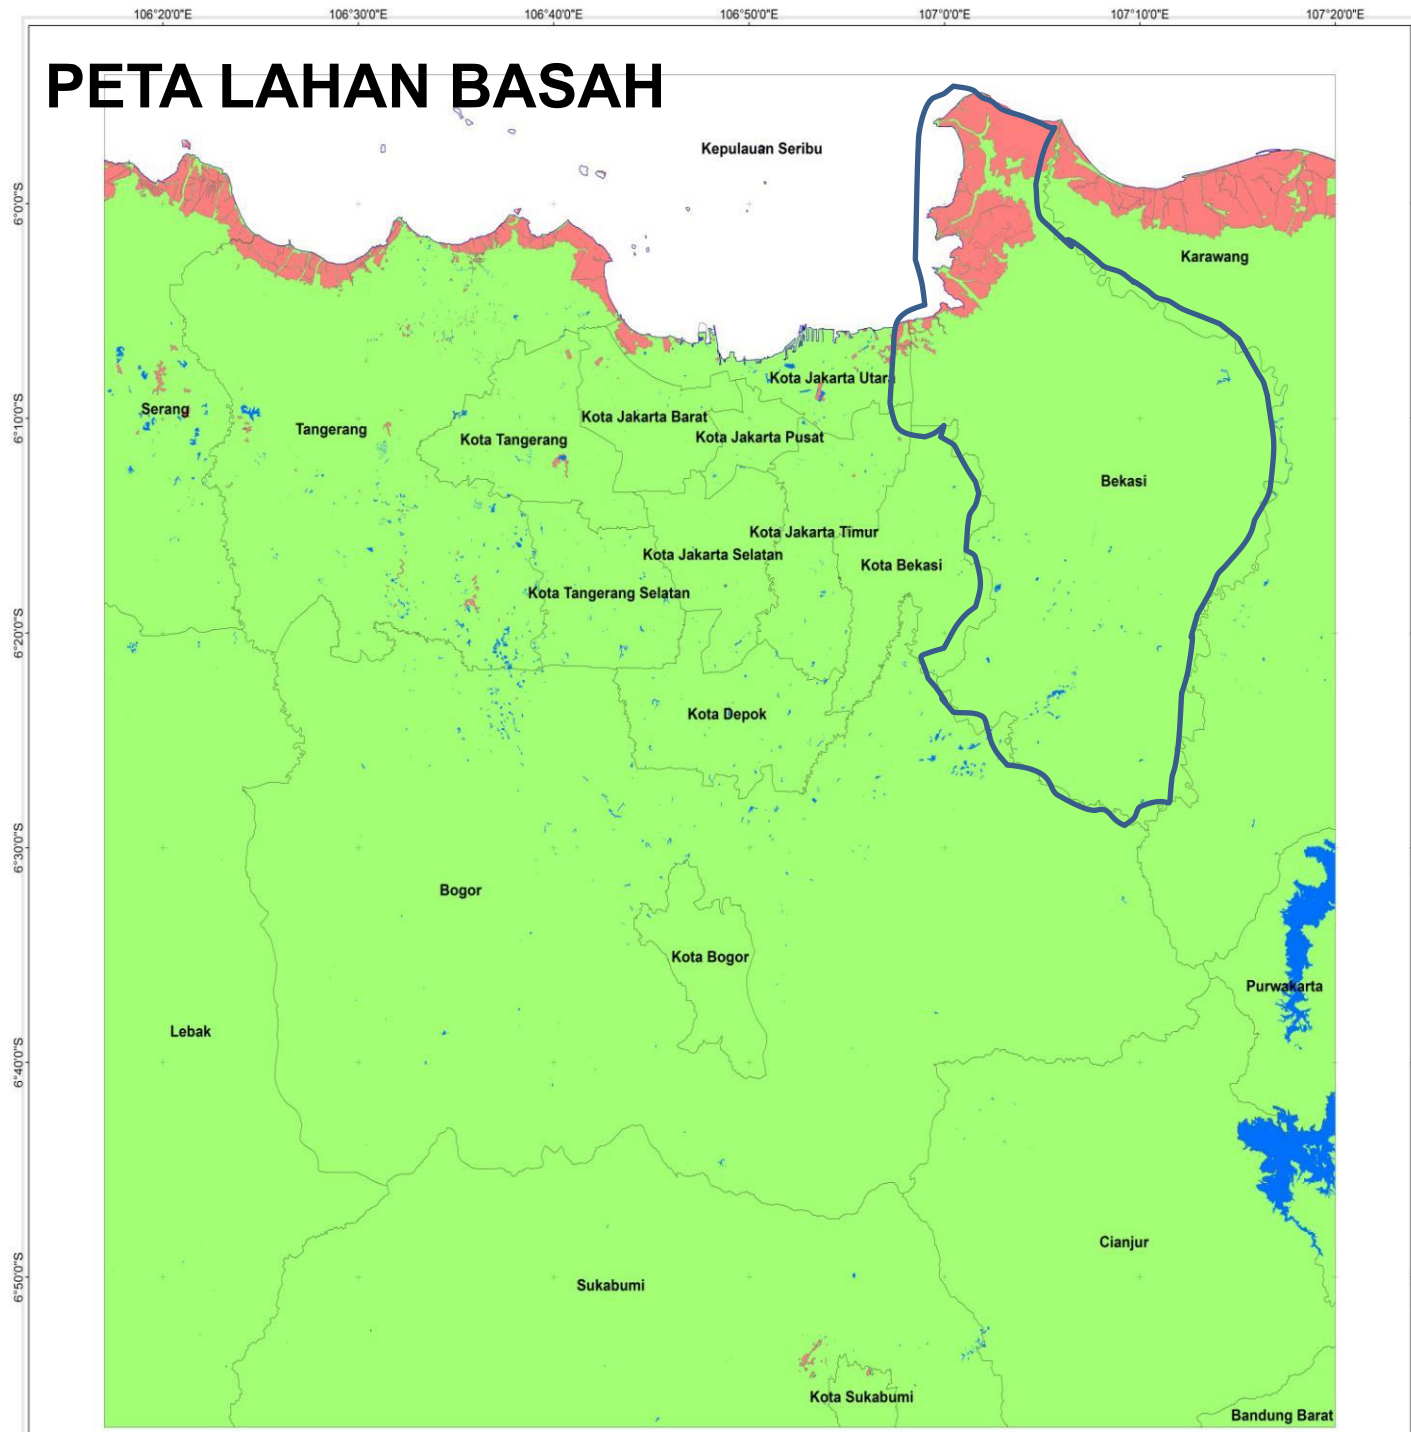 106°20'0"E 106°30'0"E 106°40'0"E 106°50'0"E 107°0'0"E 107°10'0"E 107°20'0"E
PETA LAHAN BASAH
Kepulauan Seribu
6°0'0"S
Karawang
Kota Jakarta Utara
Serang
6°10'0"S
Kota Jakarta Barat
Tangerang
Kota Tangerang
Kota Jakarta Pusat
Bekasi
Kota Jakarta Timur
Kota Jakarta Selatan
Kota Bekasi
Kota Tangerang Selatan
6°20'0"S
Kota Depok
6°30'0"S
Bogor
Kota Bogor
Purwakarta
Lebak
6°40'0"S
Cianjur
6°50'0"S
Sukabumi
Kota Sukabumi
Bandung Barat